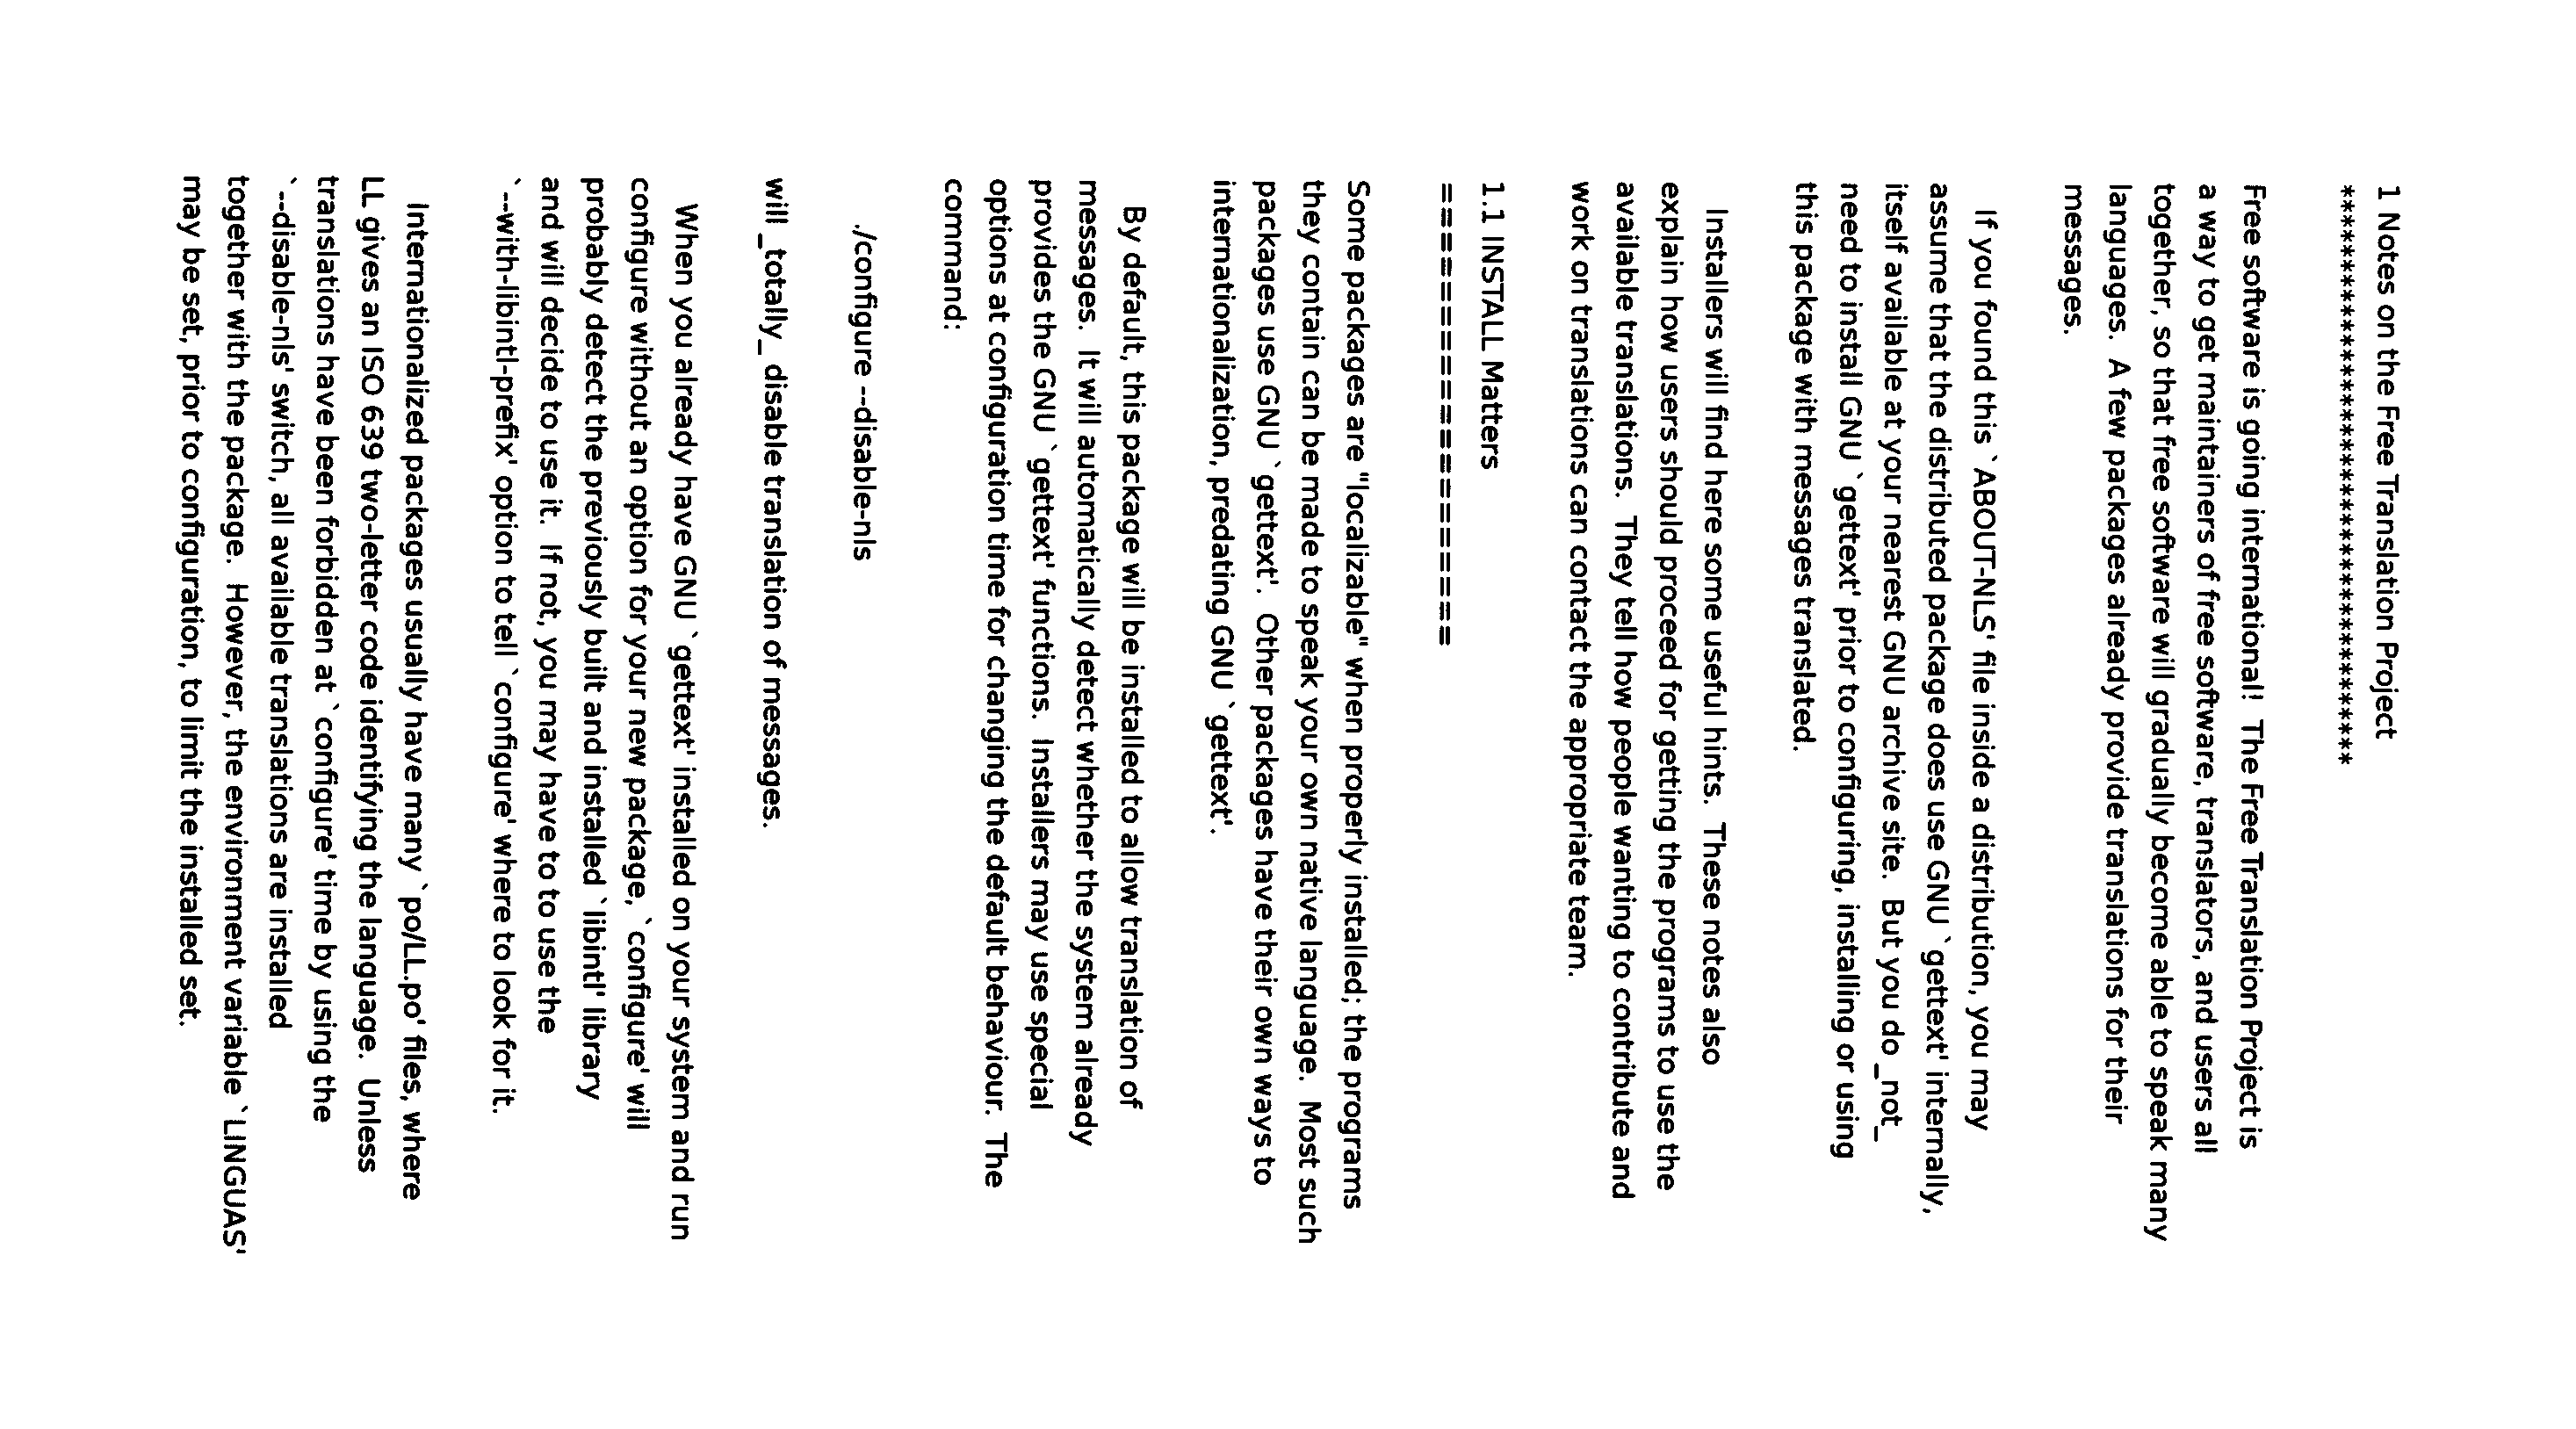 1 Notes on the Free Translation Project
***************************************
Free software is going international!  The Free Translation Project is
a way to get maintainers of free software, translators, and users all
together, so that free software will gradually become able to speak many
languages.  A few packages already provide translations for their
messages.
   If you found this `ABOUT-NLS' file inside a distribution, you may
assume that the distributed package does use GNU `gettext' internally,
itself available at your nearest GNU archive site.  But you do _not_
need to install GNU `gettext' prior to configuring, installing or using
this package with messages translated.
   Installers will find here some useful hints.  These notes also
explain how users should proceed for getting the programs to use the
available translations.  They tell how people wanting to contribute and
work on translations can contact the appropriate team.
1.1 INSTALL Matters
===================
Some packages are "localizable" when properly installed; the programs
they contain can be made to speak your own native language.  Most such
packages use GNU `gettext'.  Other packages have their own ways to
internationalization, predating GNU `gettext'.
   By default, this package will be installed to allow translation of
messages.  It will automatically detect whether the system already
provides the GNU `gettext' functions.  Installers may use special
options at configuration time for changing the default behaviour.  The
command:
     ./configure --disable-nls
will _totally_ disable translation of messages.
   When you already have GNU `gettext' installed on your system and run
configure without an option for your new package, `configure' will
probably detect the previously built and installed `libintl' library
and will decide to use it.  If not, you may have to to use the
`--with-libintl-prefix' option to tell `configure' where to look for it.
   Internationalized packages usually have many `po/LL.po' files, where
LL gives an ISO 639 two-letter code identifying the language.  Unless
translations have been forbidden at `configure' time by using the
`--disable-nls' switch, all available translations are installed
together with the package.  However, the environment variable `LINGUAS'
may be set, prior to configuration, to limit the installed set.